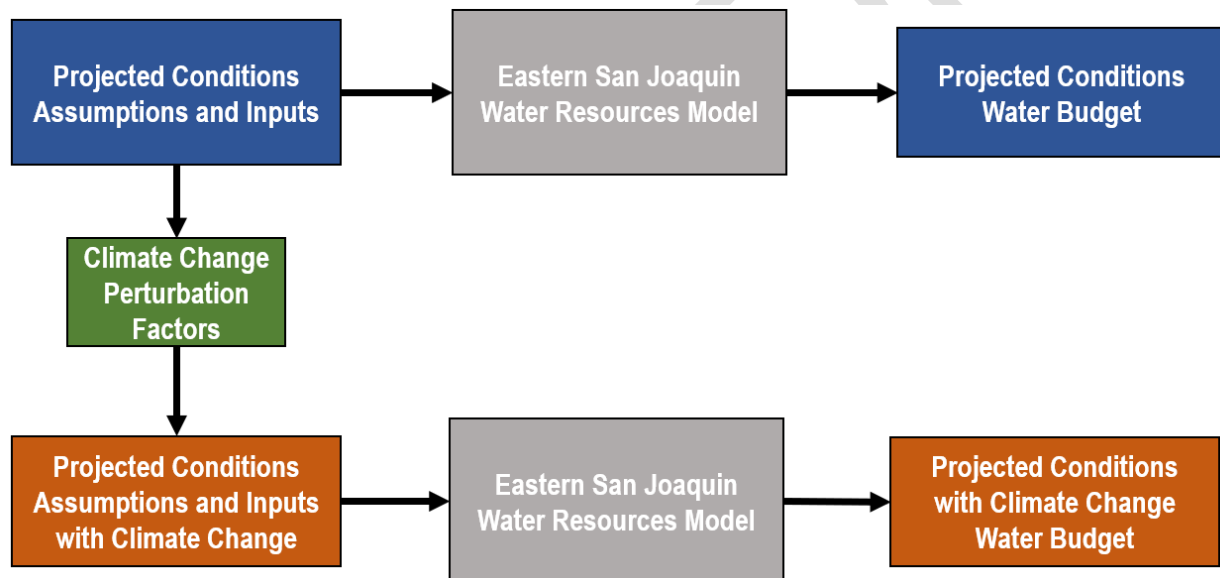 Projected Conditions
Assumptions and Inputs
Eastern San Joaquin
Water Resources Model
Projected Conditions
Water Budget
Climate Change
Perturbation
Factors
Projected Conditions
Assumptions and Inputs
with Climate Change
Eastern San Joaquin
Water Resources Model
Projected Conditions
with Climate Change
Water Budget